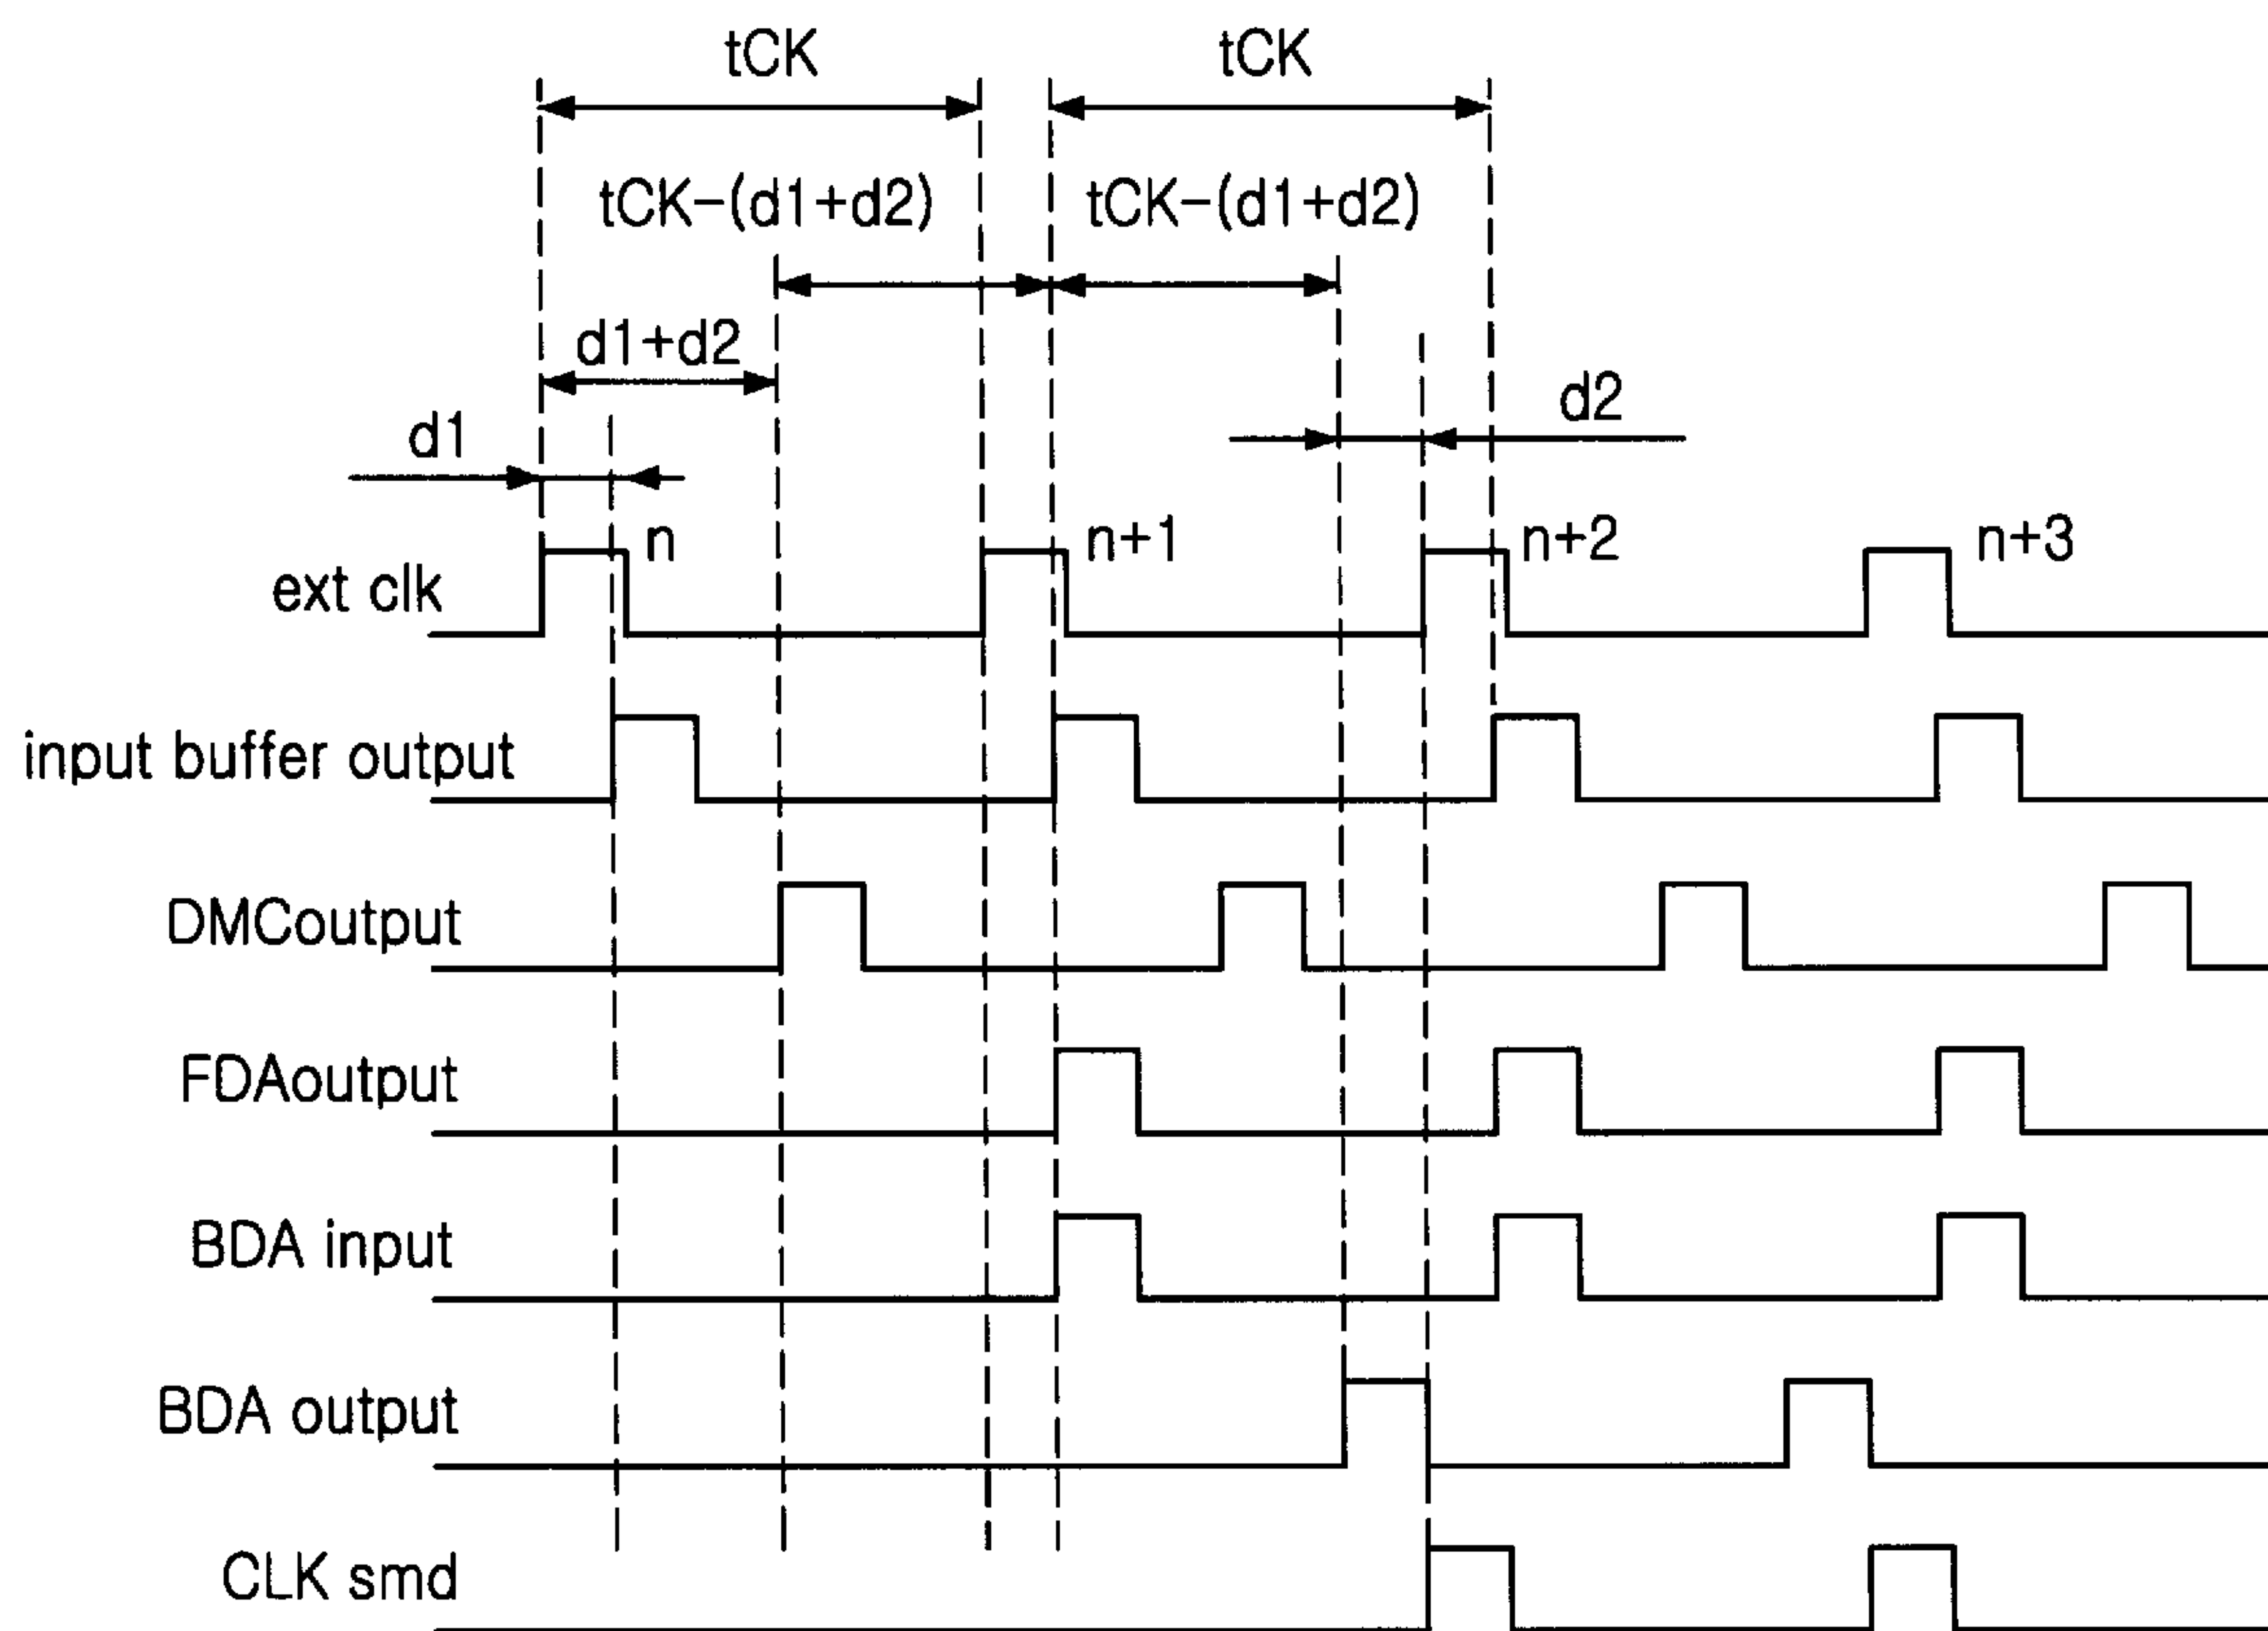 tCK tCK
tCK-(d1+d2) tCK-(d1+d2)
d1+d2
d2
d1
n n+1 n+2 n+3
ext clk
input buffer output
DMCoutput
FDAoutput
BDA input
BDA output
CLK smd